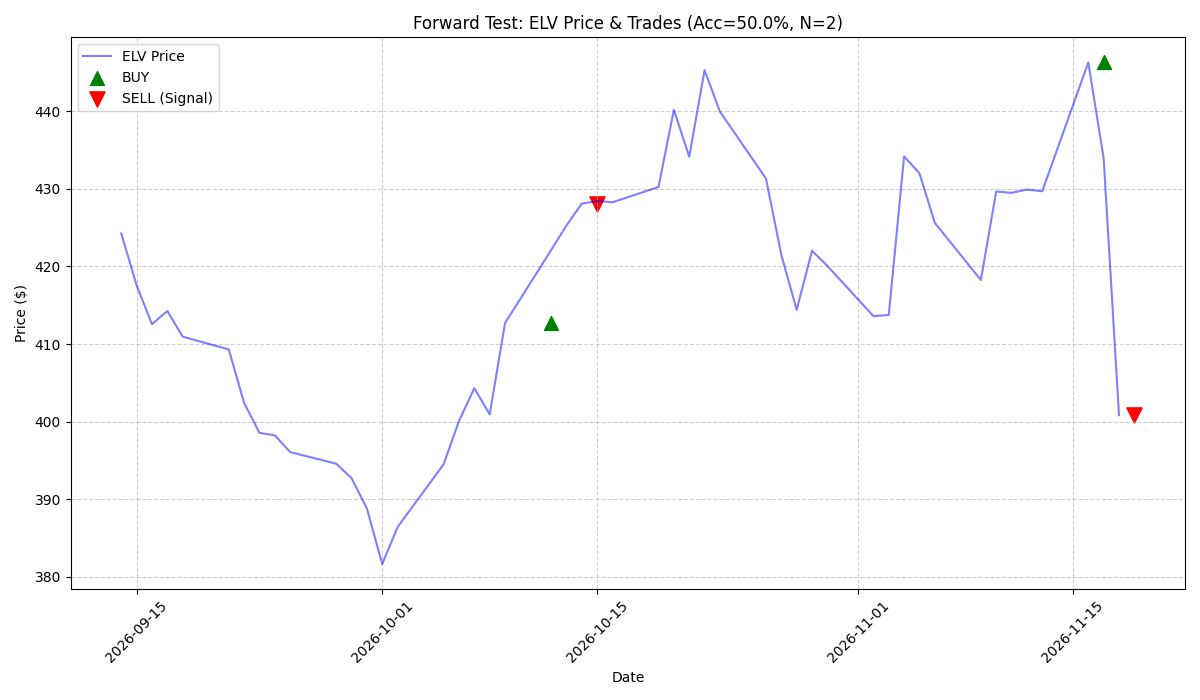 Forward Test: ELV Price & Trades (Acc=50.0%, N=2)
ELV Price
BUY
SELL (Signal)
Price ($)
440
430
420
410
400
390
380
2026-09-15
2026-10-01
2026-10-15
2026-11-01
2026-11-15
Date